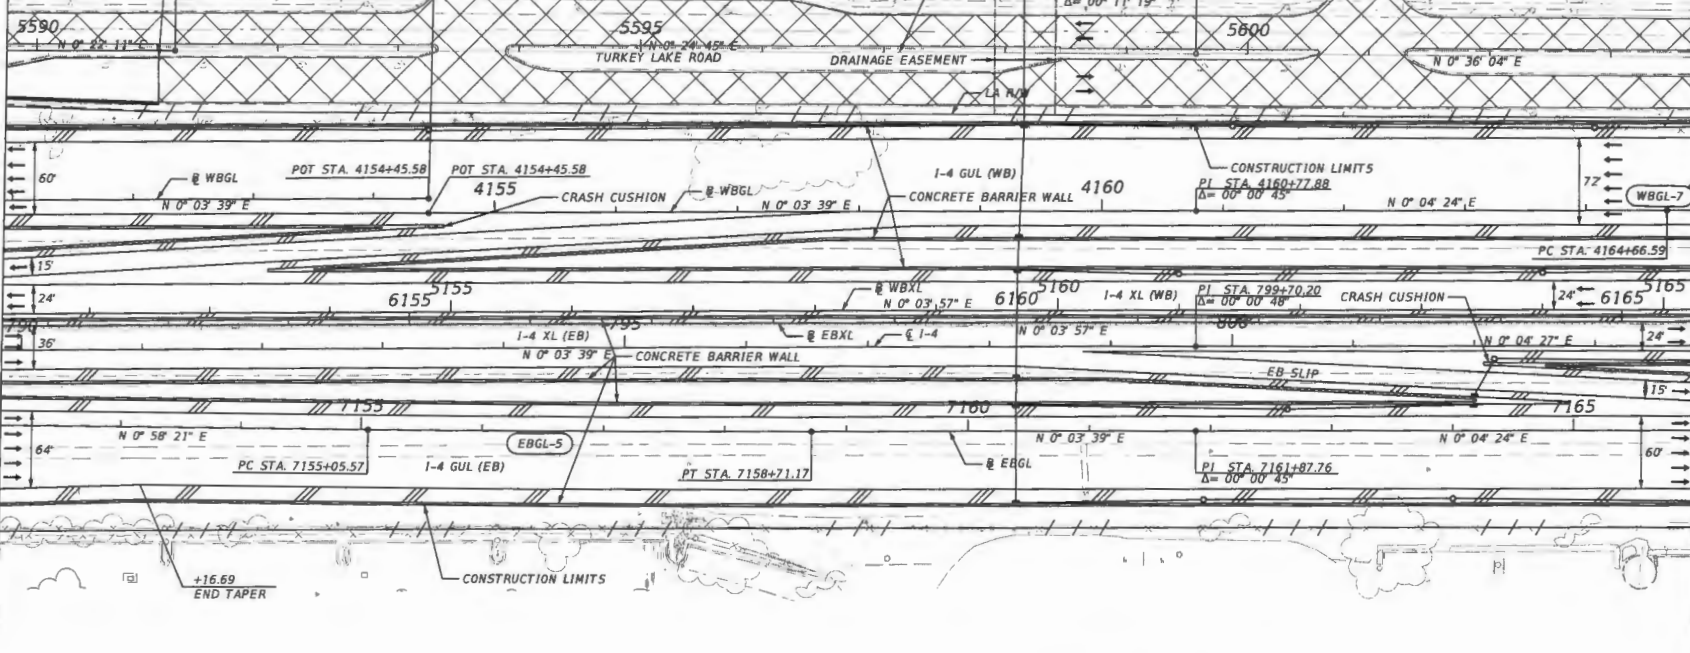 Δ= 00° 11' 19"
5590
5595
5600
N 0° 22' 11" E
N 0° 24' 45" E
TURKEY LAKE ROAD
DRAINAGE EASEMENT
N 0° 36' 04" E
LA R/W
POT STA. 4154+45.58
POT STA. 4154+45.58
I-4 GUL (WB)
CONSTRUCTION LIMITS
60'
℄ WBGL
4155
CRASH CUSHION
℄ WBGL
4160
PI STA. 4160+77.88
Δ= 00° 00' 45"
72'
N 0° 03' 39" E
N 0° 03' 39" E
CONCRETE BARRIER WALL
N 0° 04' 24" E
WBGL-7
PC STA. 4164+66.59
15'
5155
℄ WBXL
5160
PI STA. 799+70.20
Δ= 00° 00' 48"
5165
24'
6155
N 0° 03' 57" E
6160
I-4 XL (WB)
CRASH CUSHION
24'
6165
790
795
800
I-4 XL (EB)
℄ EBXL
℄ I-4
N 0° 03' 57" E
24'
36'
N 0° 03' 39" E
CONCRETE BARRIER WALL
N 0° 04' 27" E
EB SLIP
15'
7155
7160
7165
N 0° 58' 21" E
EBGL-5
N 0° 03' 39" E
N 0° 04' 24" E
64'
60'
PC STA. 7155+05.57
I-4 GUL (EB)
PT STA. 7158+71.17
℄ EBGL
PI STA. 7161+87.76
Δ= 00° 00' 45"
+16.69
END TAPER
CONSTRUCTION LIMITS